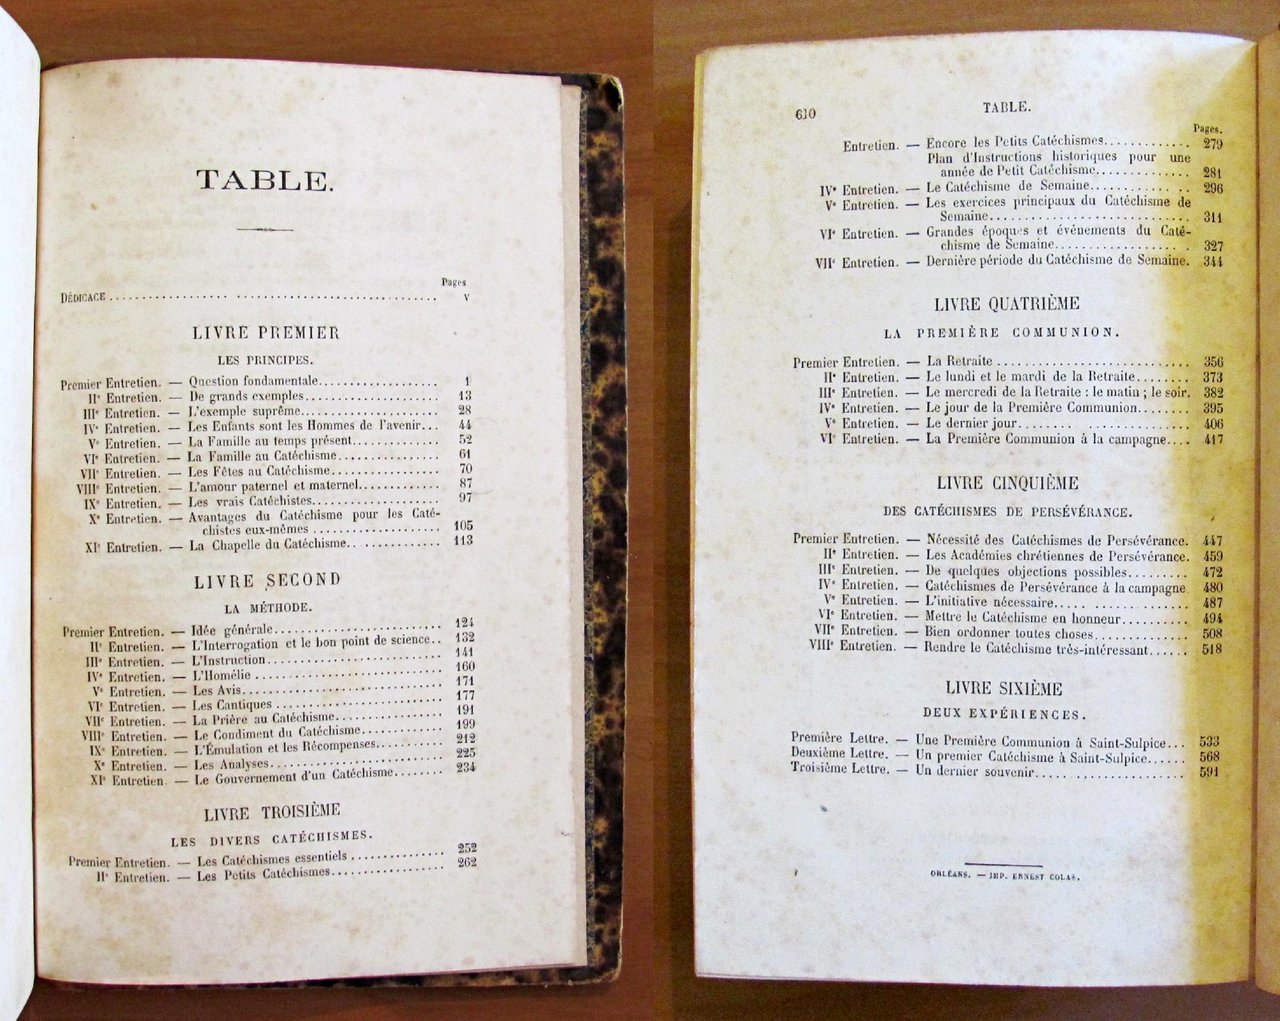 TABLE.
Pages
DÉDICACE........................................ V
LIVRE PREMIER
LES PRINCIPES.
Premier Entretien. — Question fondamentale.................. 1
IIe Entretien. — De grands exemples.................... 13
IIIe Entretien. — L'exemple suprême..................... 28
IVe Entretien. — Les Enfants sont les Hommes de l'avenir... 44
Ve Entretien. — La Famille au temps présent............. 52
VIe Entretien. — La Famille au Catéchisme............... 61
VIIe Entretien. — Les Fêtes au Catéchisme................ 70
VIIIe Entretien. — L'amour paternel et maternel............ 87
IXe Entretien. — Les vrais Catéchistes................... 97
Xe Entretien. — Avantages du Catéchisme pour les Caté-
chistes eux-mêmes ................... 105
XIe Entretien. — La Chapelle du Catéchisme.............. 113
LIVRE SECOND
LA MÉTHODE.
Premier Entretien. — Idée générale......................... 124
IIe Entretien. — L'Interrogation et le bon point de science.. 132
IIIe Entretien. — L'Instruction.......................... 141
IVe Entretien. — L'Homélie ............................ 160
Ve Entretien. — Les Avis.............................. 171
VIe Entretien. — Les Cantiques ......................... 177
VIIe Entretien. — La Prière au Catéchisme................ 191
VIIIe Entretien. — Le Condiment du Catéchisme............. 199
IXe Entretien. — L'Émulation et les Récompenses.......... 212
Xe Entretien. — Les Analyses.......................... 225
XIe Entretien. — Le Gouvernement d'un Catéchisme....... 234
LIVRE TROISIÈME
LES DIVERS CATÉCHISMES.
Premier Entretien. — Les Catéchismes essentiels .............. 252
IIe Entretien. — Les Petits Catéchismes................. 262
610 TABLE.
Pages.
Entretien. — Encore les Petits Catéchismes............. 279
Plan d'Instructions historiques pour une
année de Petit Catéchisme.............. 281
IVe Entretien. — Le Catéchisme de Semaine............... 296
Ve Entretien. — Les exercices principaux du Catéchisme de
Semaine............................. 311
VIe Entretien. — Grandes époques et événements du Caté-
chisme de Semaine.................... 327
VIIe Entretien. — Dernière période du Catéchisme de Semaine. 344
LIVRE QUATRIÈME
LA PREMIÈRE COMMUNION.
Premier Entretien. — La Retraite ............................ 356
IIe Entretien. — Le lundi et le mardi de la Retraite........ 373
IIIe Entretien. — Le mercredi de la Retraite : le matin ; le soir. 382
IVe Entretien. — Le jour de la Première Communion........ 395
Ve Entretien. — Le dernier jour......................... 406
VIe Entretien. — La Première Communion à la campagne.... 417
LIVRE CINQUIÈME
DES CATÉCHISMES DE PERSÉVÉRANCE.
Premier Entretien. — Nécessité des Catéchismes de Persévérance. 447
IIe Entretien. — Les Académies chrétiennes de Persévérance. 459
IIIe Entretien. — De quelques objections possibles......... 472
IVe Entretien. — Catéchismes de Persévérance à la campagne 480
Ve Entretien. — L'initiative nécessaire................... 487
VIe Entretien. — Mettre le Catéchisme en honneur.......... 494
VIIe Entretien. — Bien ordonner toutes choses.............. 508
VIIIe Entretien. — Rendre le Catéchisme très-intéressant...... 518
LIVRE SIXIÈME
DEUX EXPÉRIENCES.
Première Lettre. — Une Première Communion à Saint-Sulpice... 533
Deuxième Lettre. — Un premier Catéchisme à Saint-Sulpice...... 568
Troisième Lettre. — Un dernier souvenir....................... 591
ORLÉANS. — IMP. ERNEST COLAS.